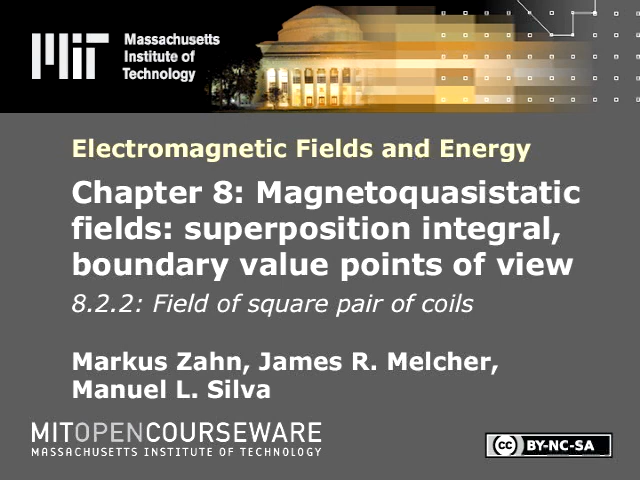 MIT
Massachusetts
Institute of
Technology
Electromagnetic Fields and Energy
Chapter 8: Magnetoquasistatic
fields: superposition integral,
boundary value points of view
8.2.2: Field of square pair of coils
Markus Zahn, James R. Melcher,
Manuel L. Silva
MITOPENCOURSEWARE
MASSACHUSETTS INSTITUTE OF TECHNOLOGY
cc BY-NC-SA